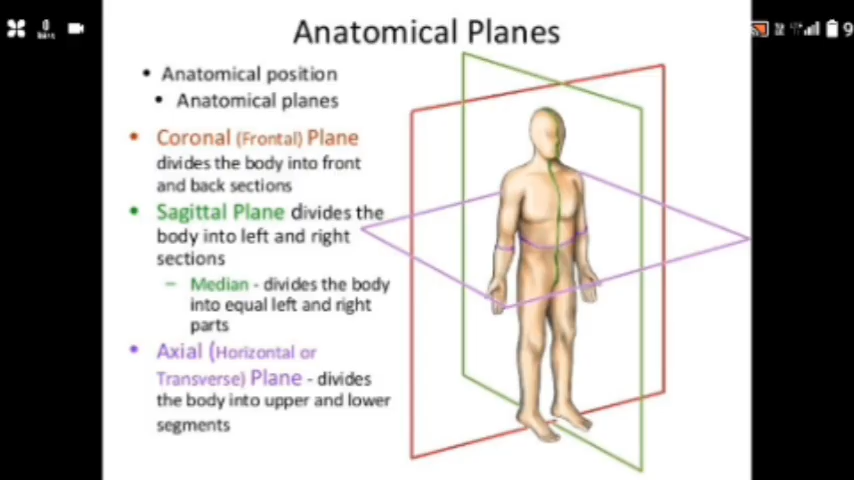 Anatomical Planes
• Anatomical position
• Anatomical planes
• Coronal (Frontal) Plane
divides the body into front
and back sections
• Sagittal Plane divides the
body into left and right
sections
– Median - divides the body
into equal left and right
parts
• Axial (Horizontal or
Transverse) Plane - divides
the body into upper and lower
segments
0
9